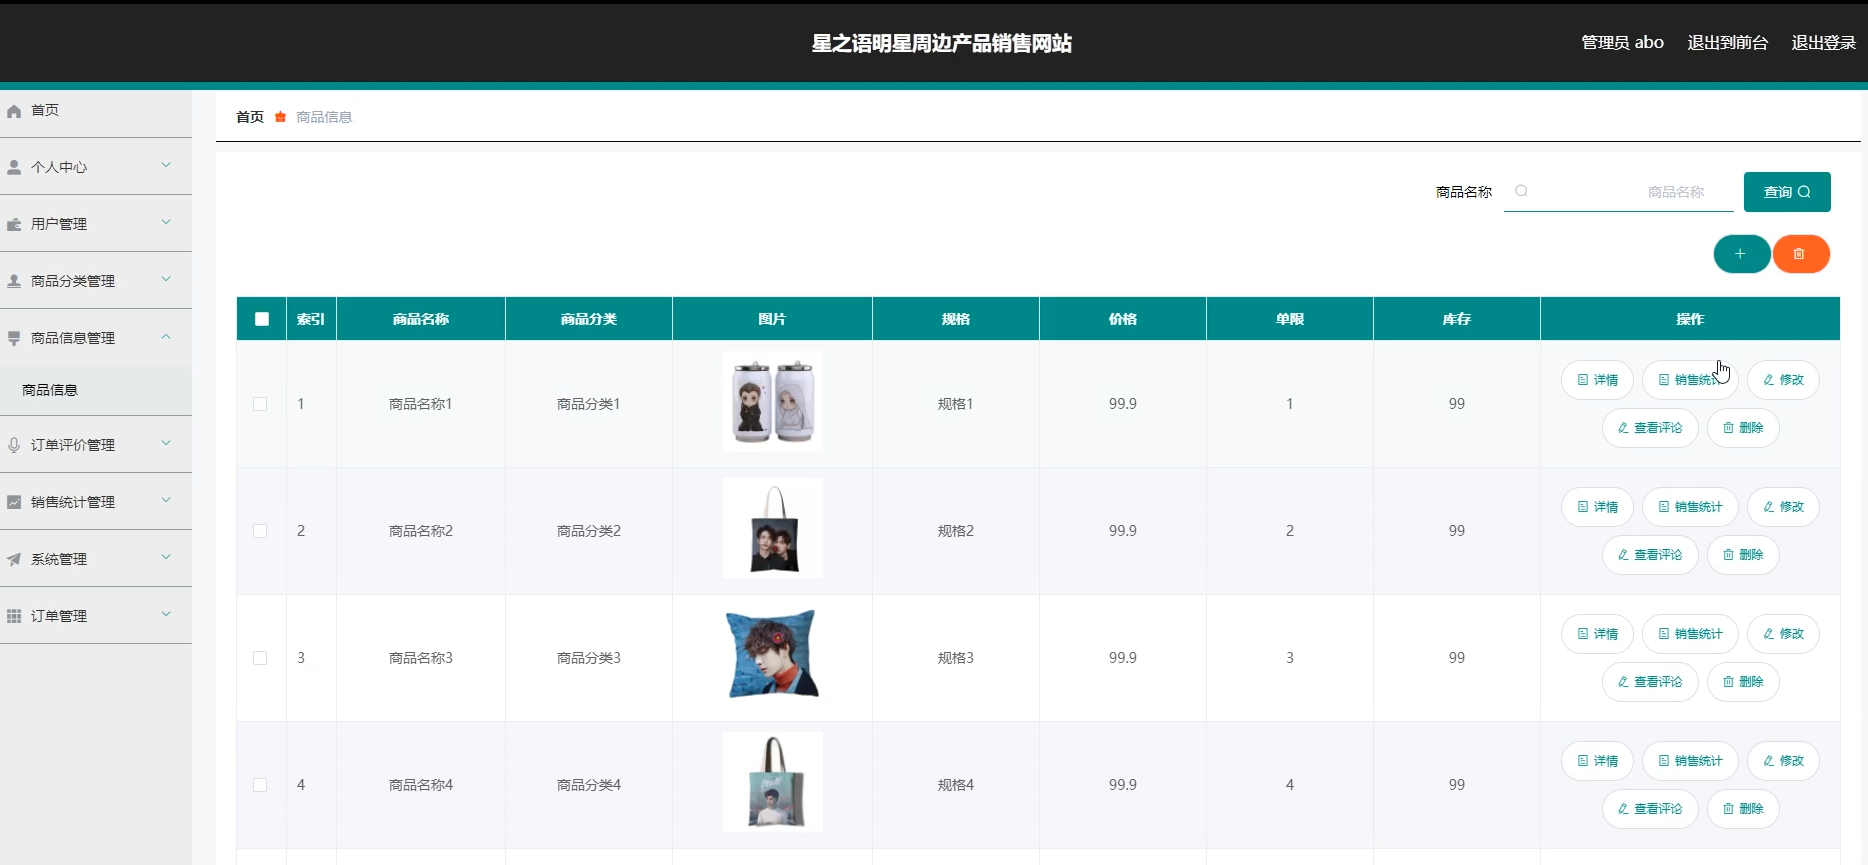 星之语明星周边产品销售网站
管理员 abo 退出到前台 退出登录
首页
个人中心
用户管理
商品分类管理
商品信息管理
商品信息
订单评价管理
销售统计管理
系统管理
订单管理
首页 商品信息
商品名称 商品名称 查询
索引 商品名称 商品分类 图片 规格 价格 单限 库存 操作
1 商品名称1 商品分类1 规格1 99.9 1 99
详情 销售统计 修改
查看评论 删除
2 商品名称2 商品分类2 规格2 99.9 2 99
详情 销售统计 修改
查看评论 删除
3 商品名称3 商品分类3 规格3 99.9 3 99
详情 销售统计 修改
查看评论 删除
4 商品名称4 商品分类4 规格4 99.9 4 99
详情 销售统计 修改
查看评论 删除